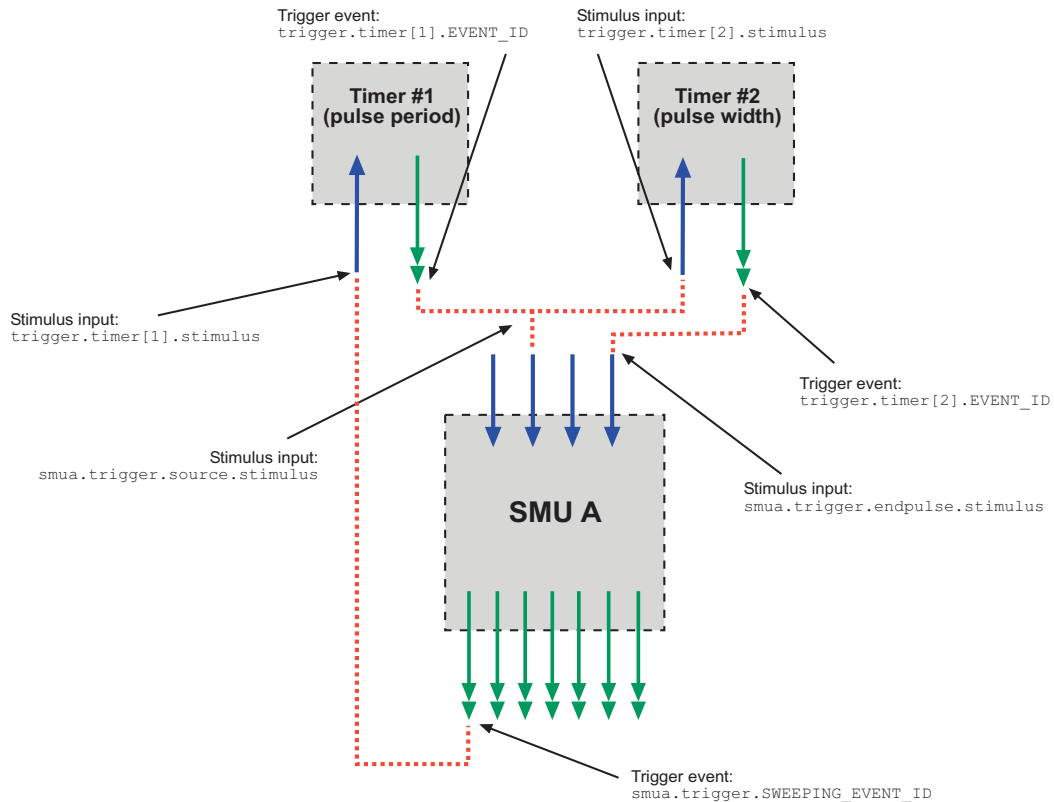 Trigger event:
trigger.timer[1].EVENT_ID
Stimulus input:
trigger.timer[2].stimulus
Timer #1
(pulse period)
Timer #2
(pulse width)
Stimulus input:
trigger.timer[1].stimulus
Trigger event:
trigger.timer[2].EVENT_ID
Stimulus input:
smua.trigger.source.stimulus
Stimulus input:
smua.trigger.endpulse.stimulus
SMU A
Trigger event:
smua.trigger.SWEEPING_EVENT_ID